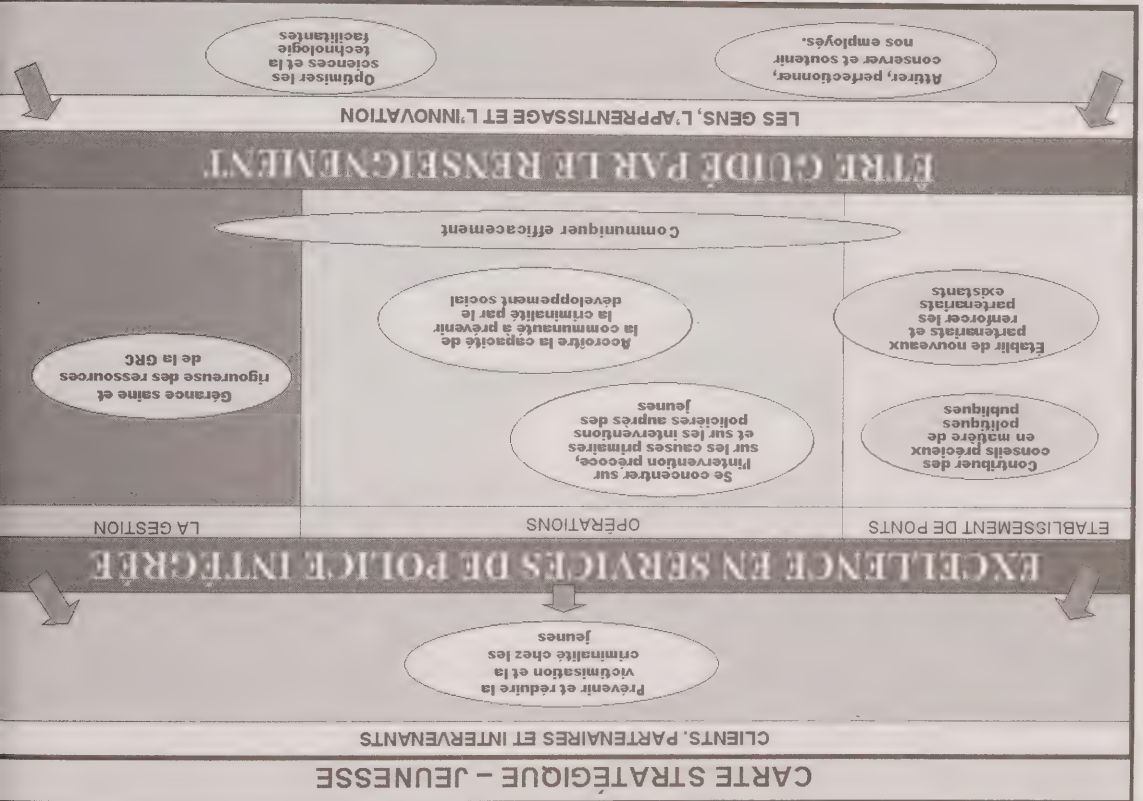 CARTE STRATÉGIQUE – JEUNESSE
CLIENTS, PARTENAIRES ET INTERVENANTS
Prévenir et réduire la
victimisation et la
criminalité chez les
jeunes
EXCELLENCE EN SERVICES DE POLICE INTÉGRÉE
ETABLISSEMENT DE PONTS
OPÉRATIONS
LA GESTION
Contribuer des
conseils précieux
en matière de
politiques
publiques
Établir de nouveaux
partenariats et
renforcer les
partenariats
existants
Se concentrer sur
l'intervention précoce,
sur les causes primaires
et sur les interventions
policières auprès des
jeunes
Accroître la capacité de
la communauté a prévenir
la criminalité par le
développement social
Gérance saine et
rigoureuse des ressources
de la GRC
Communiquer efficacement
ÊTRE GUIDÉ PAR LE RENSEIGNEMENT
LES GENS, L'APPRENTISSAGE ET L'INNOVATION
Attirer, perfectionner,
conserver et soutenir
nos employés.
Optimiser les
sciences et la
technologie
facilitantes